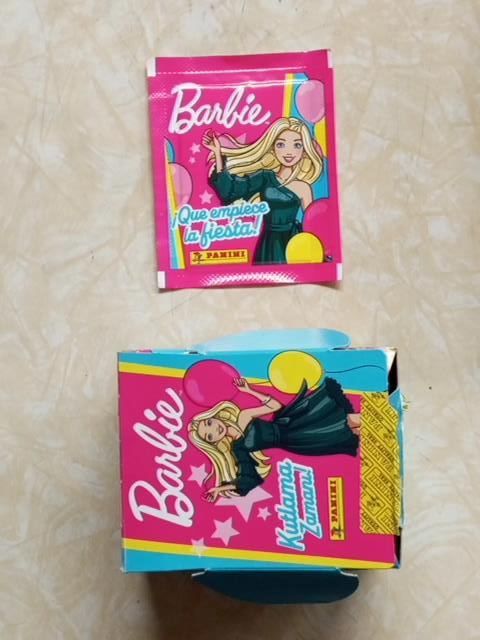 Barbie
¡Que empiece
la fiesta!
PANINI
Barbie
Kutlama
Zamanı!
PANINI